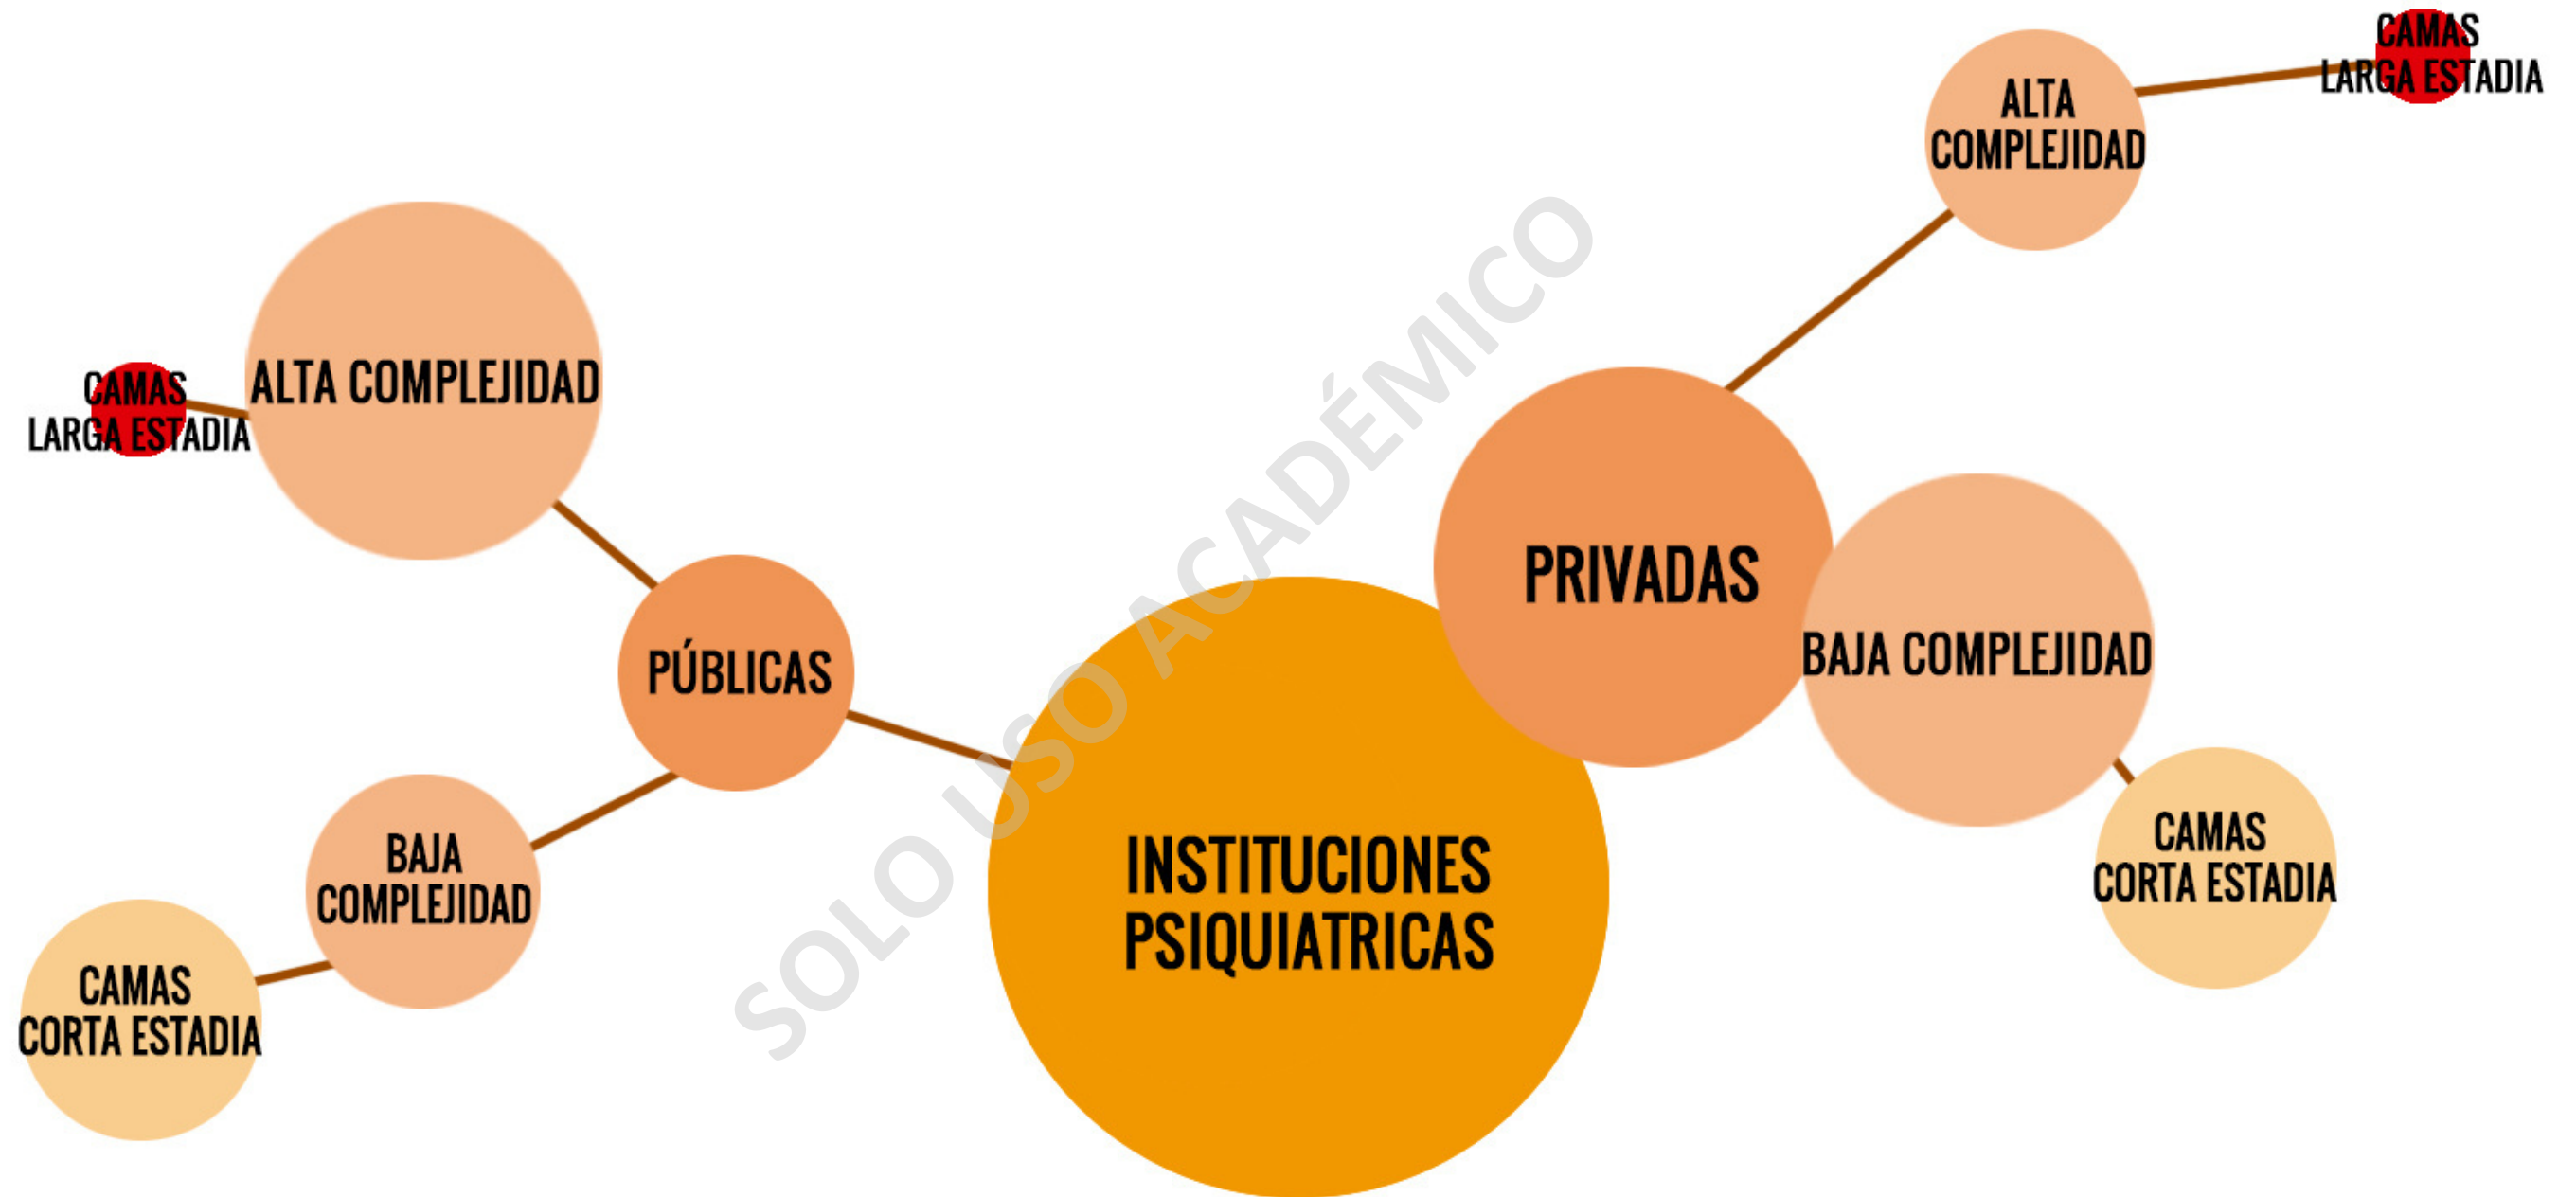 CAMAS
LARGA ESTADIA
ALTA
COMPLEJIDAD
ALTA COMPLEJIDAD
CAMAS
LARGA ESTADIA
PRIVADAS
BAJA COMPLEJIDAD
PÚBLICAS
CAMAS
CORTA ESTADIA
BAJA
COMPLEJIDAD
INSTITUCIONES
PSIQUIATRICAS
CAMAS
CORTA ESTADIA
SOLO USO ACADÉMICO